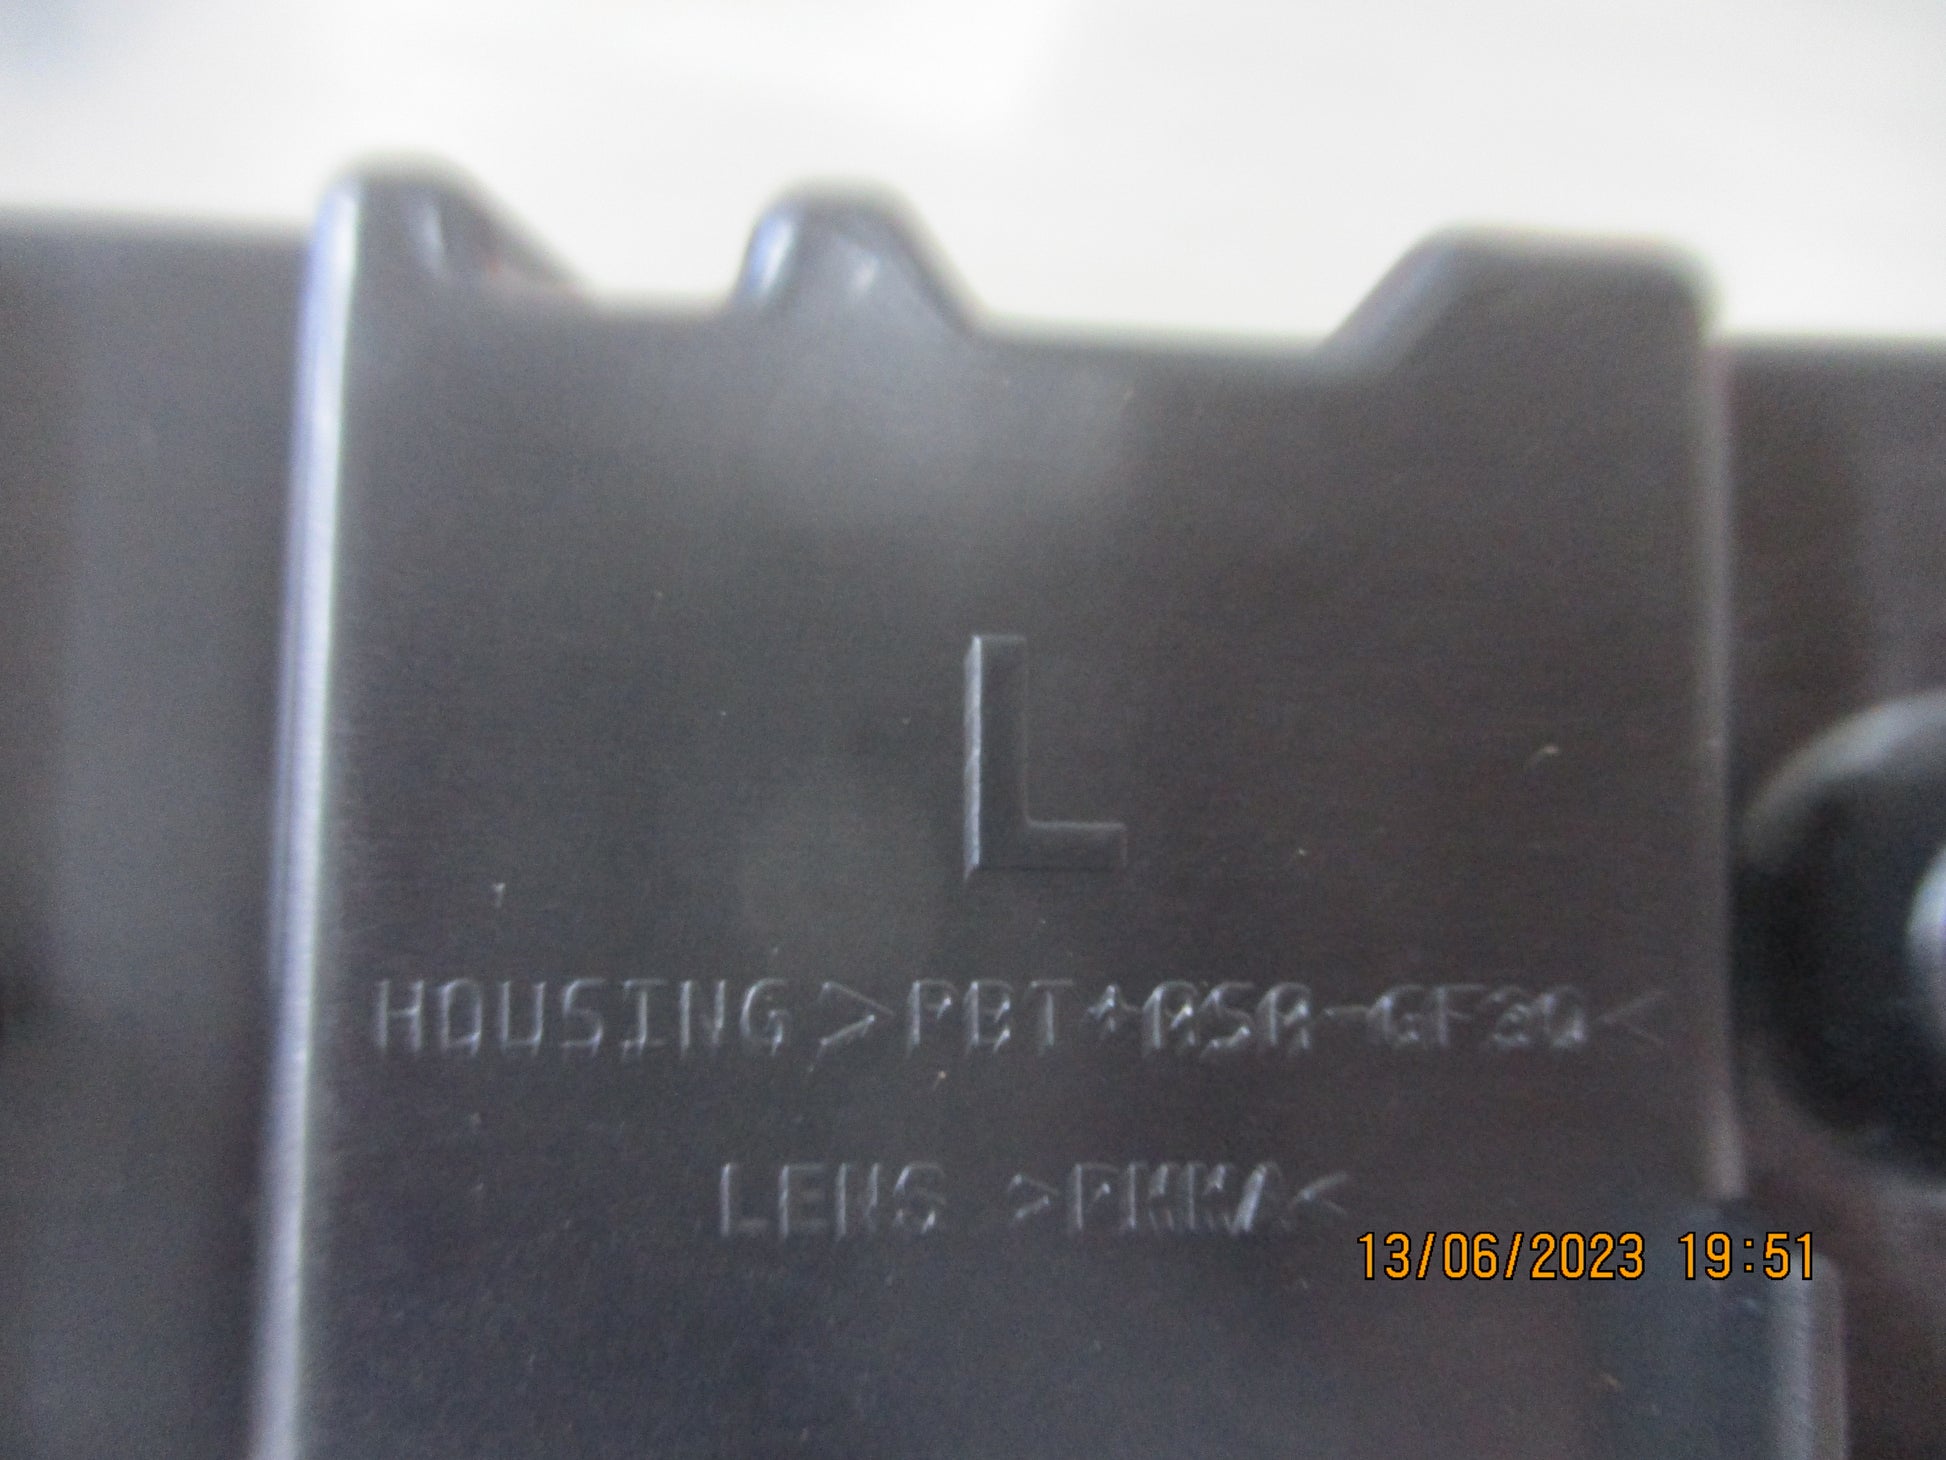 L
HOUSING >PBT+ASA-GF30<
LENS >PMMA<
13/06/2023 19:51